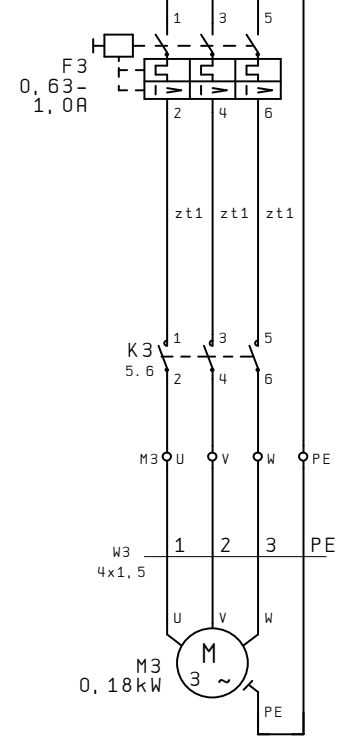 1 3 5
F3
0,63-
1,0A
I> I> I>
2 4 6
zt1 zt1 zt1
1 3 5
K3
5.6
2 4 6
M3 U V W PE
1 2 3 PE
W3
4x1,5
U V W
M
3 ~
M3
0,18kW
PE